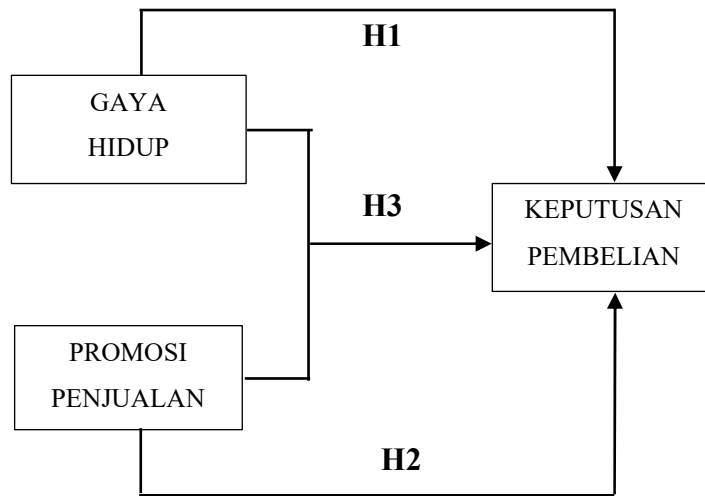 H1
GAYA
HIDUP
H3
KEPUTUSAN
PEMBELIAN
PROMOSI
PENJUALAN
H2